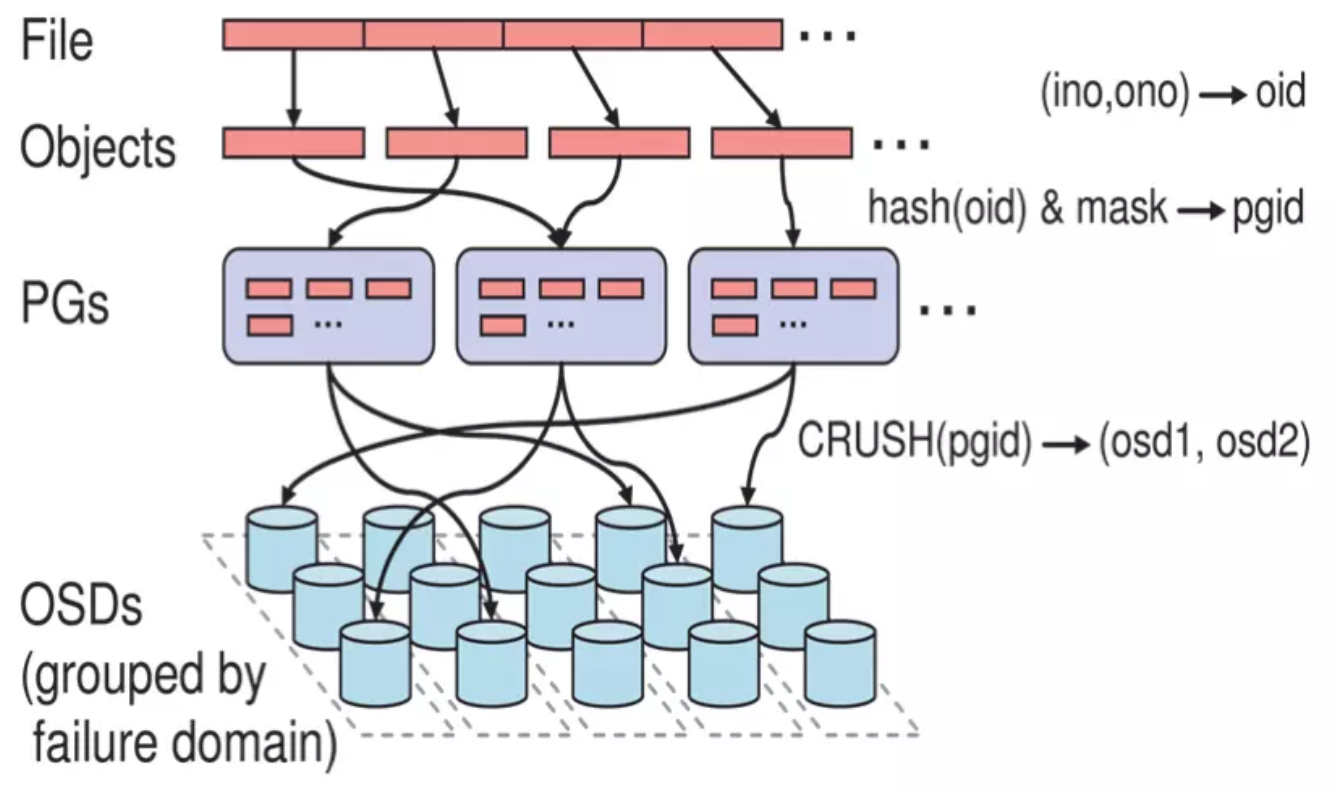 File
...
(ino,ono) → oid
Objects
...
hash(oid) & mask → pgid
PGs
...
...
...
...
CRUSH(pgid) → (osd1, osd2)
OSDs
(grouped by
failure domain)